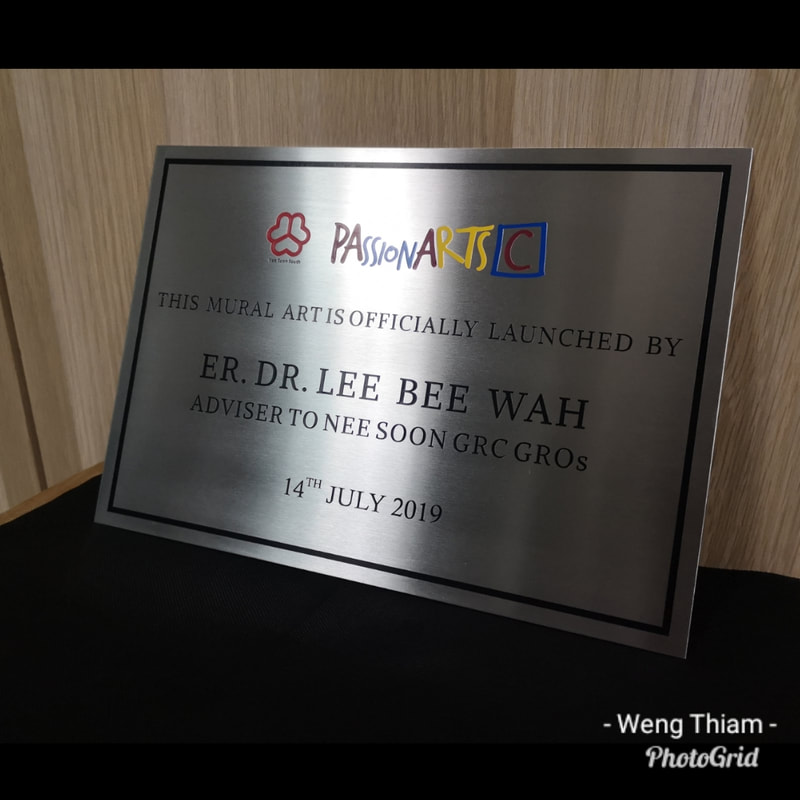 PASSIONARTS C
THIS MURAL ART IS OFFICIALLY LAUNCHED BY
ER. DR. LEE BEE WAH
ADVISER TO NEE SOON GRC GROs
14TH JULY 2019
- Weng Thiam -
PhotoGrid